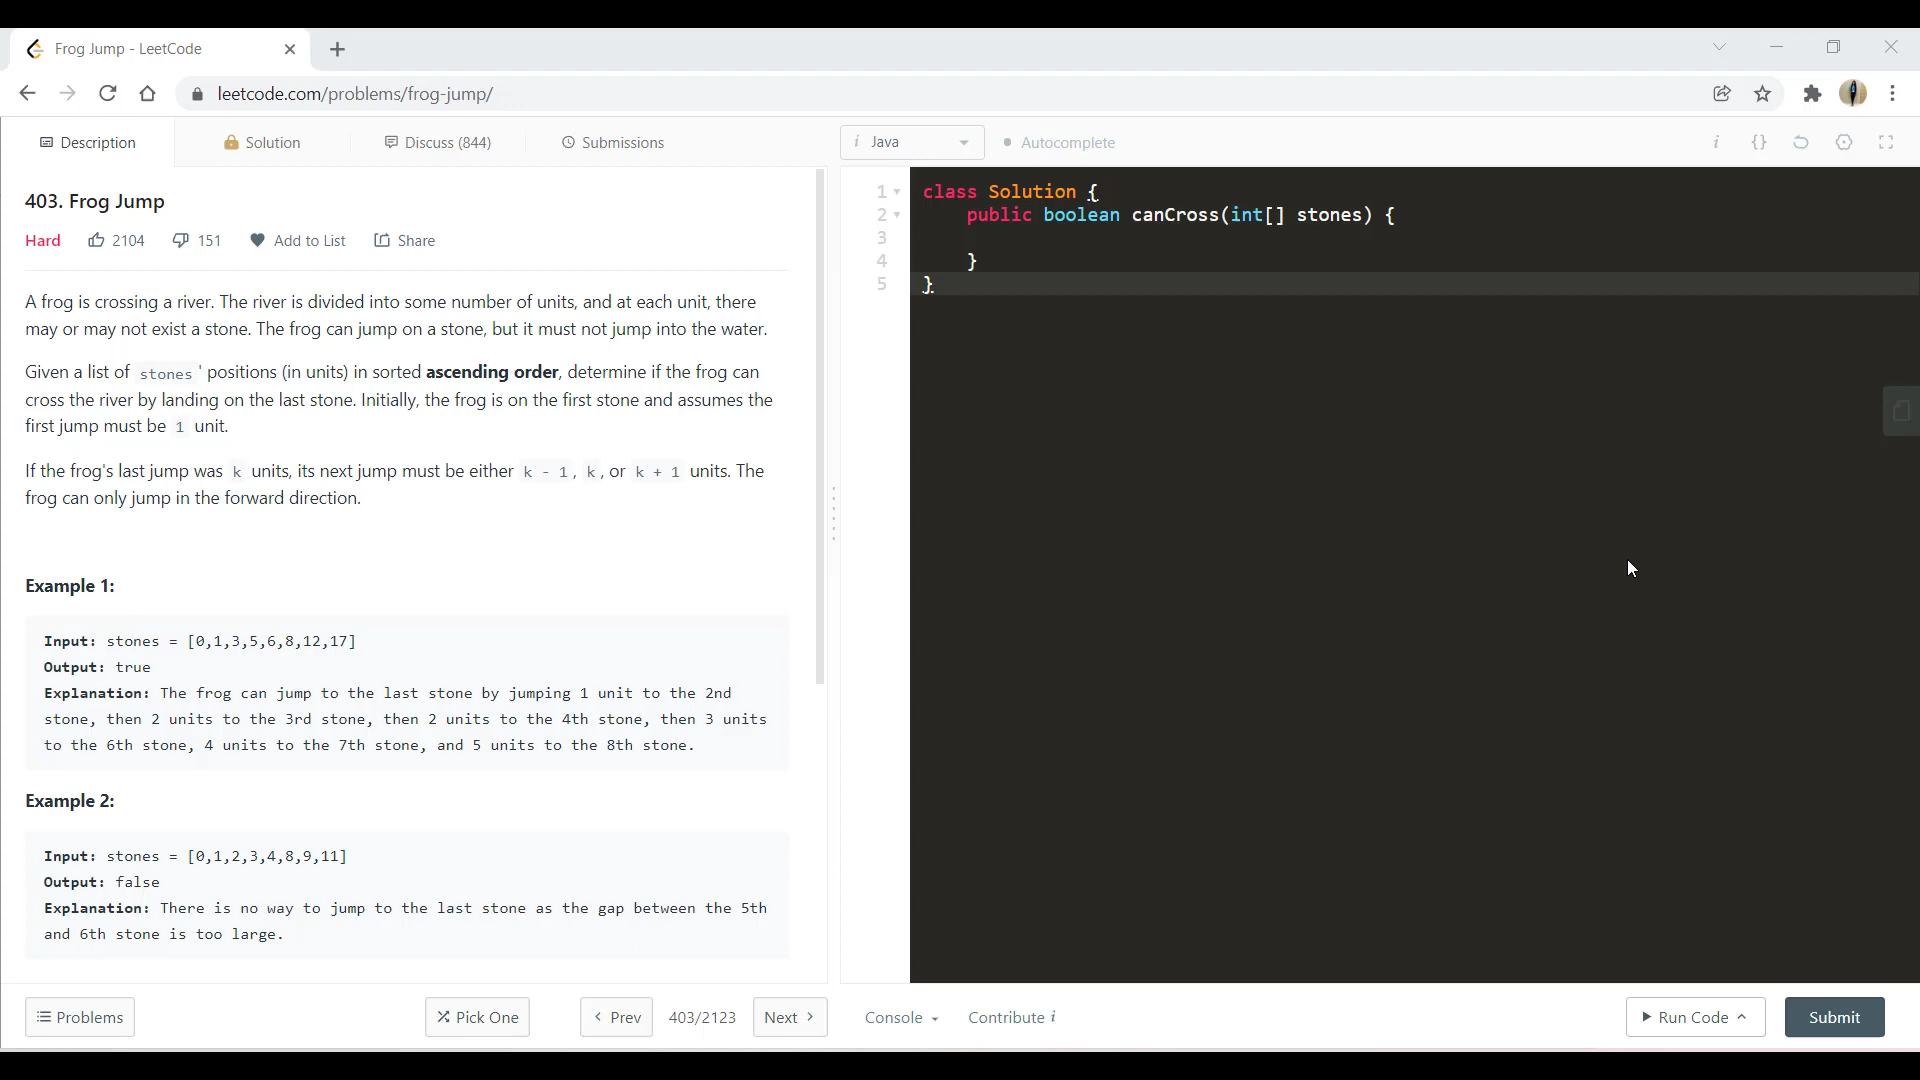 Frog Jump - LeetCode
leetcode.com/problems/frog-jump/
Description Solution Discuss (844) Submissions
i Java Autocomplete i {}
403. Frog Jump
Hard 2104 151 Add to List Share
A frog is crossing a river. The river is divided into some number of units, and at each unit, there
may or may not exist a stone. The frog can jump on a stone, but it must not jump into the water.
Given a list of stones ' positions (in units) in sorted ascending order, determine if the frog can
cross the river by landing on the last stone. Initially, the frog is on the first stone and assumes the
first jump must be 1 unit.
If the frog's last jump was k units, its next jump must be either k - 1, k, or k + 1 units. The
frog can only jump in the forward direction.
Example 1:
Input: stones = [0,1,3,5,6,8,12,17]
Output: true
Explanation: The frog can jump to the last stone by jumping 1 unit to the 2nd
stone, then 2 units to the 3rd stone, then 2 units to the 4th stone, then 3 units
to the 6th stone, 4 units to the 7th stone, and 5 units to the 8th stone.
Example 2:
Input: stones = [0,1,2,3,4,8,9,11]
Output: false
Explanation: There is no way to jump to the last stone as the gap between the 5th
and 6th stone is too large.
1 class Solution {
2 public boolean canCross(int[] stones) {
3
4 }
5 }
Problems Pick One Prev 403/2123 Next Console Contribute i Run Code Submit